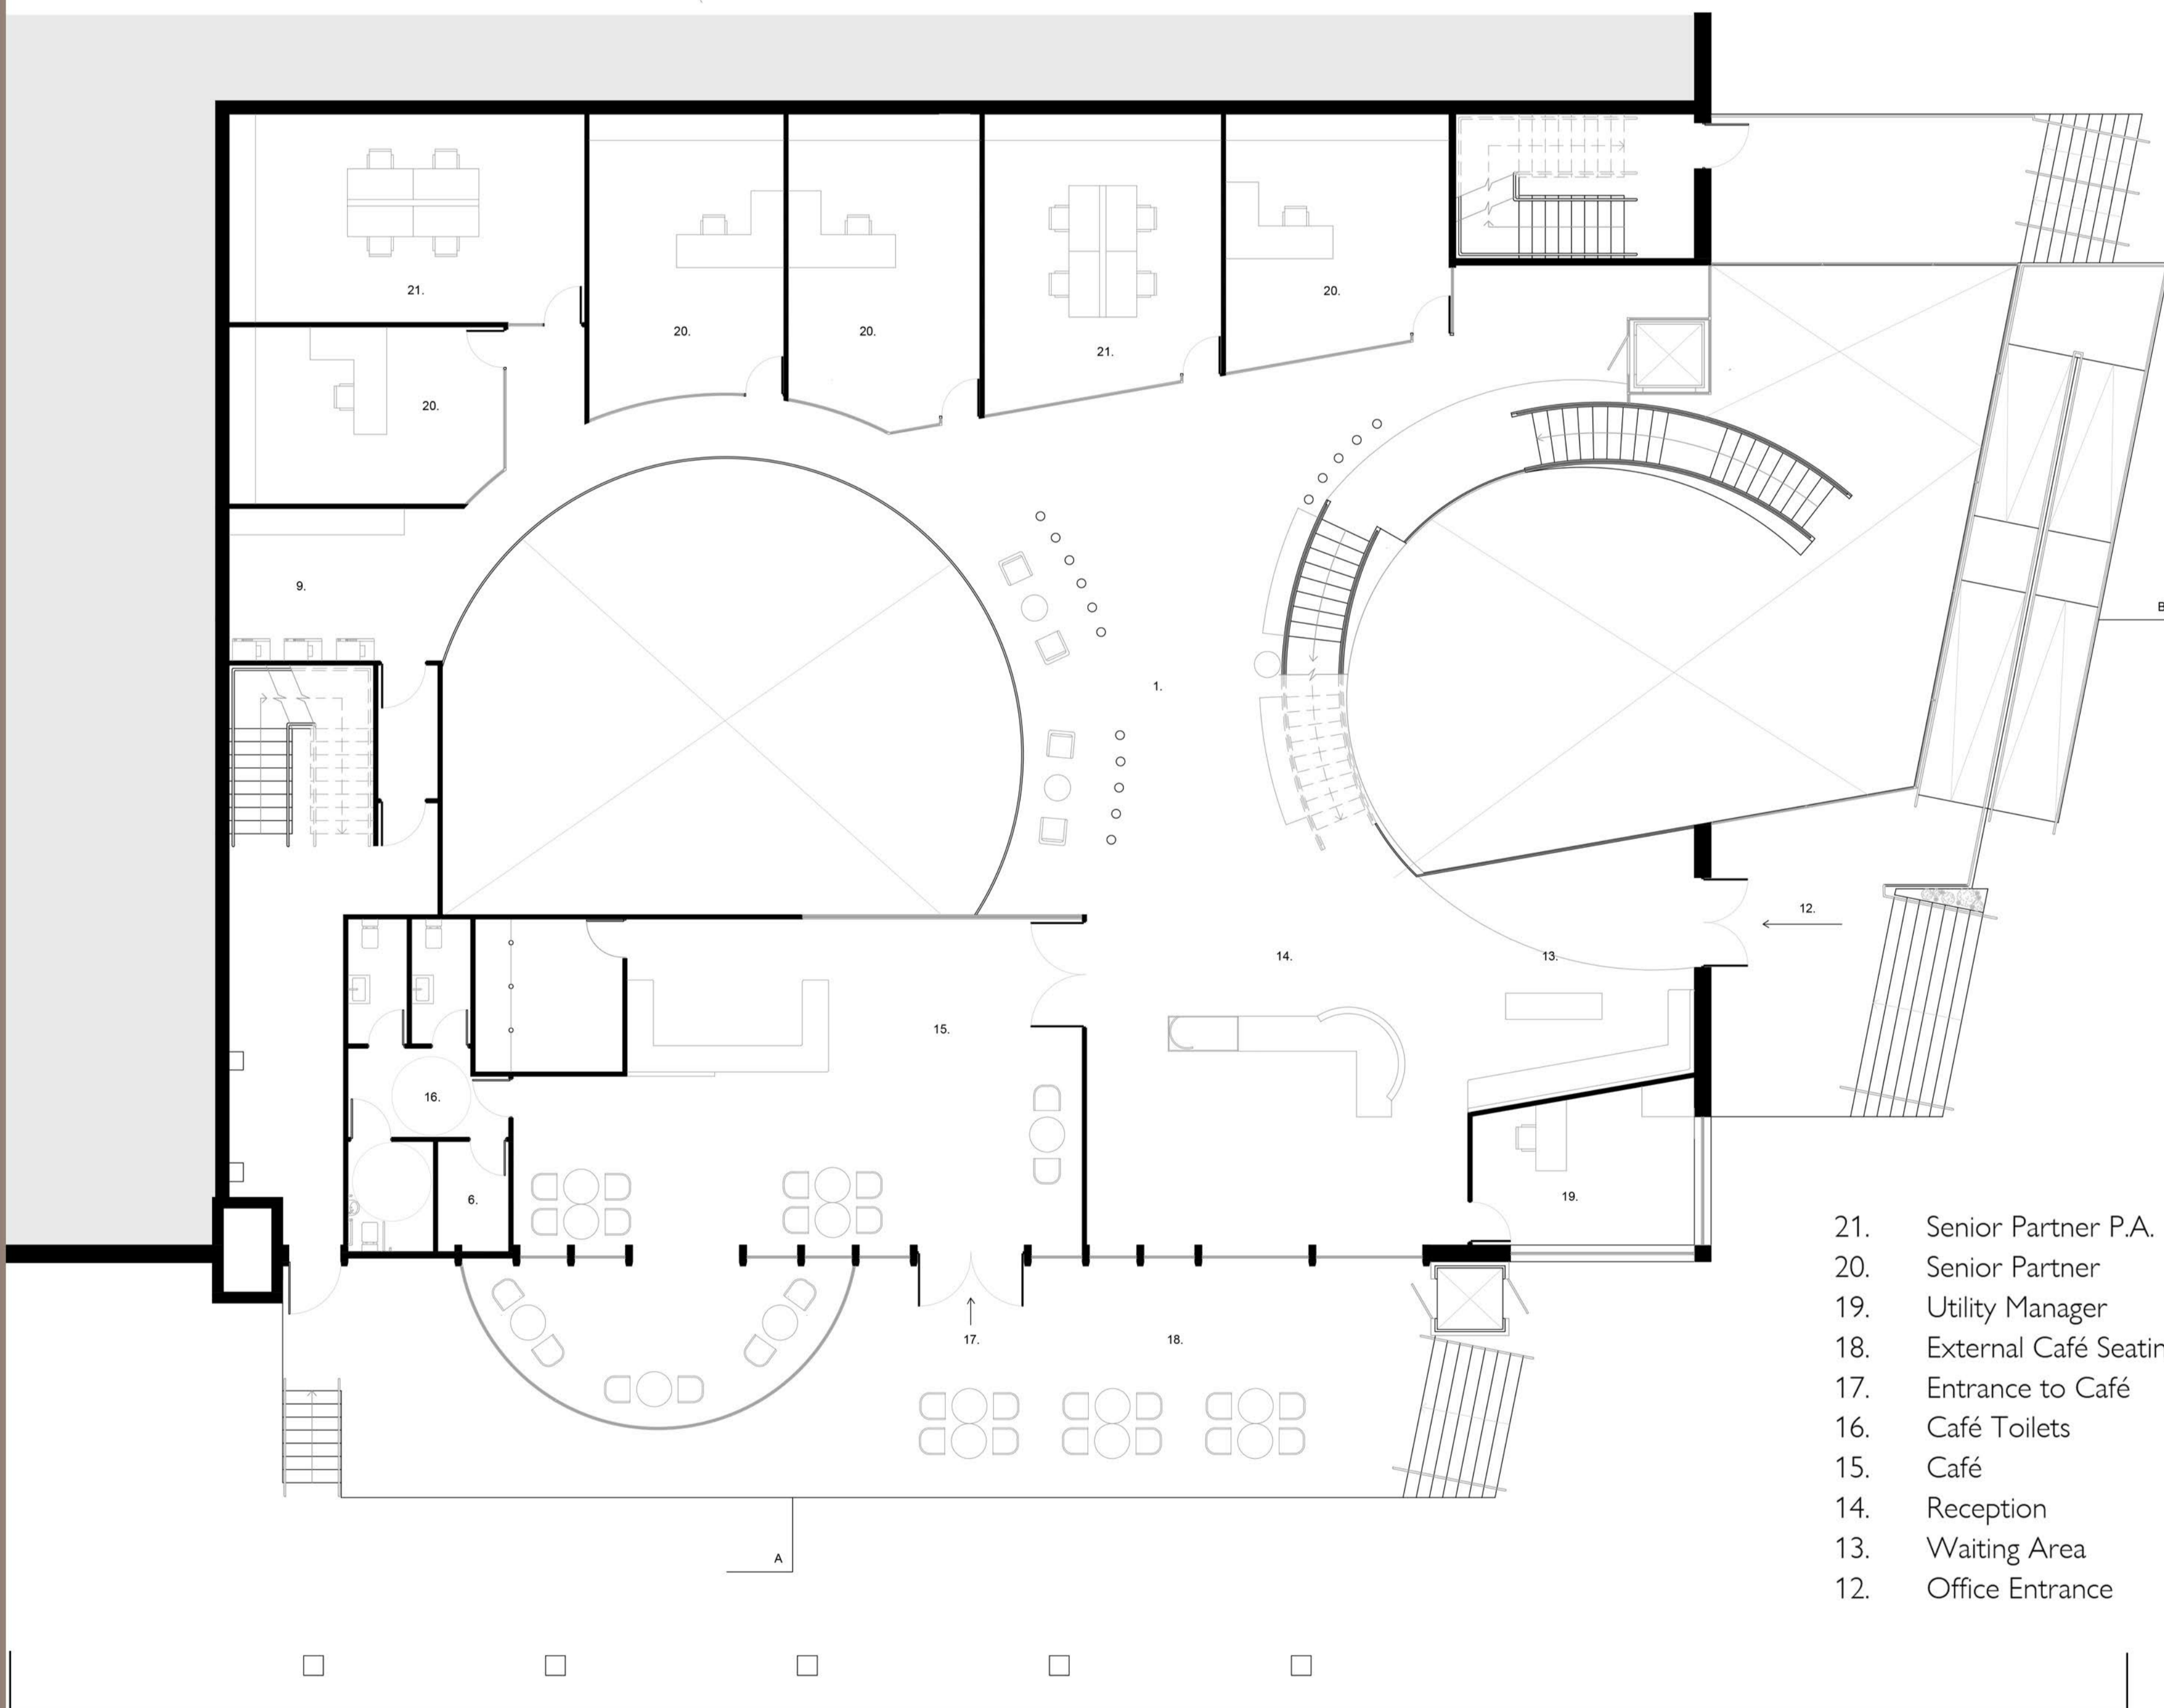 21.
20.
20.
21.
20.
20.
9.
1.
B
12.
14.
13.
15.
16.
6.
19.
17.
18.
A
21. Senior Partner P.A.
20. Senior Partner
19. Utility Manager
18. External Café Seatin
17. Entrance to Café
16. Café Toilets
15. Café
14. Reception
13. Waiting Area
12. Office Entrance